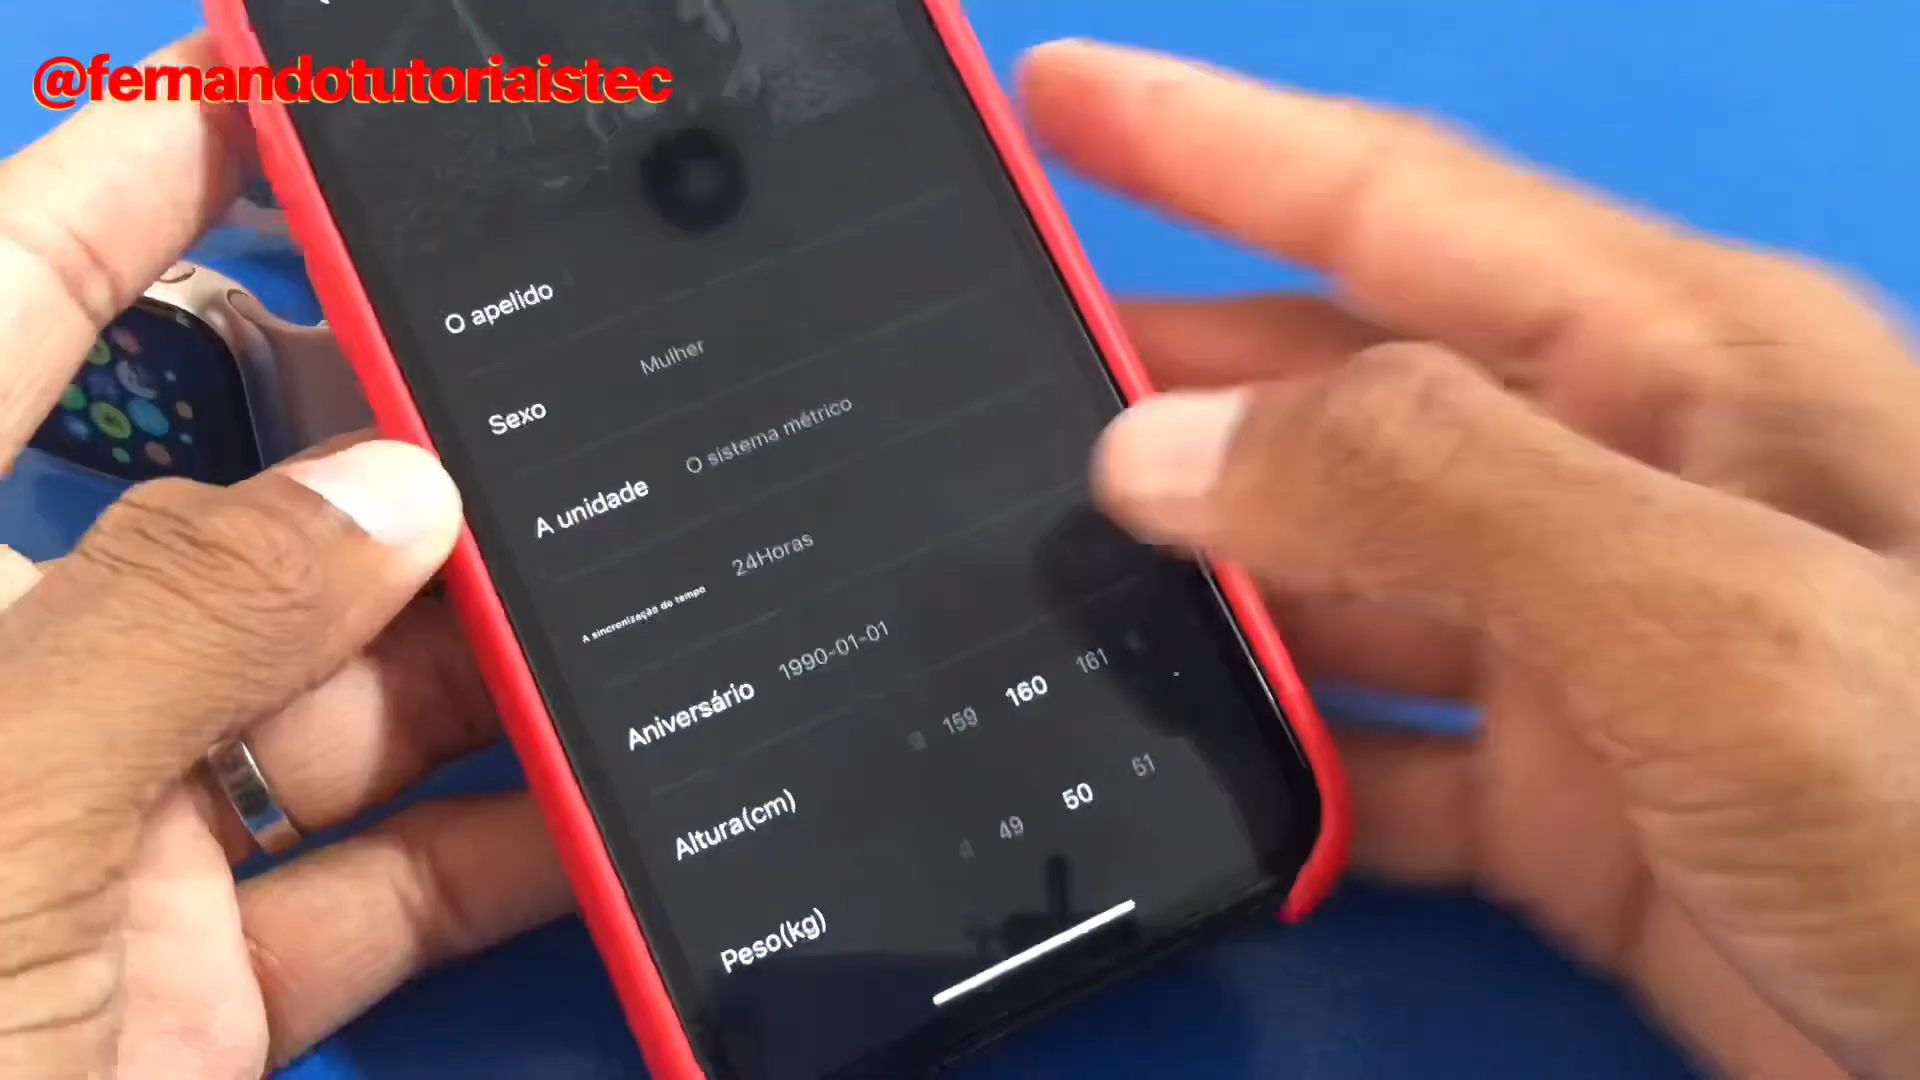 @fernandotutoriaistec
O apelido
Sexo Mulher
A unidade O sistema métrico
A sincronização do tempo 24Horas
Aniversário 1990-01-01
Altura(cm) 159 160 161
Peso(kg) 49 50 51